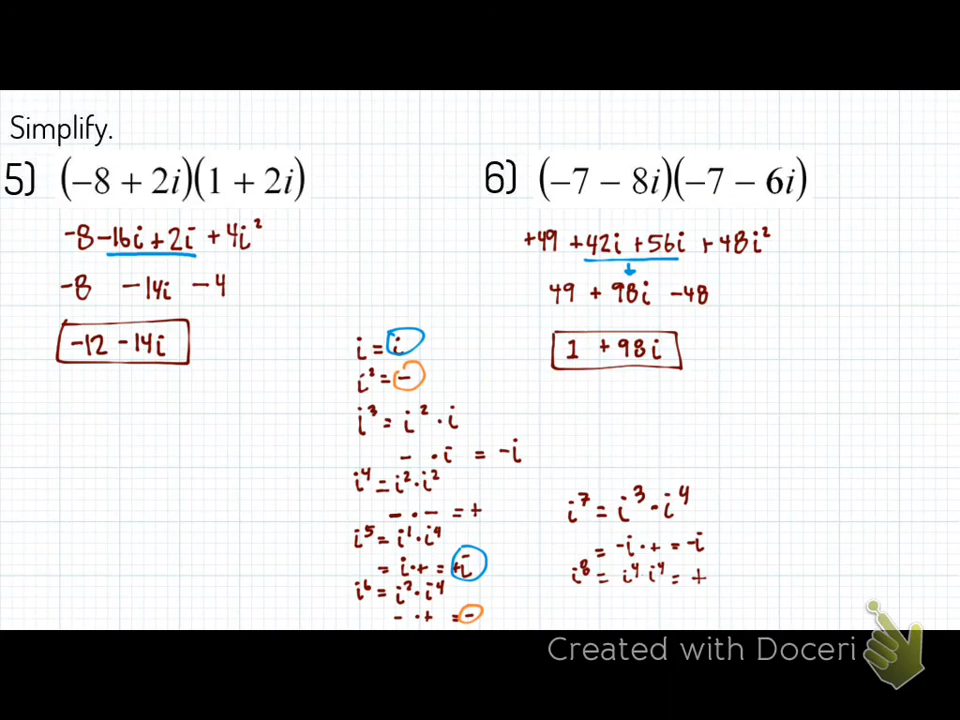 Simplify.
5) (−8 + 2i)(1 + 2i)
-8 -16i + 2i + 4i²
-8 -14i -4
-12 -14i
6) (−7 − 8i)(−7 − 6i)
+49 +42i +56i +48i²
49 + 98i -48
1 +98i
i = i
i² = -
i³ = i² · i
- · i = -i
i⁴ = i² · i²
- · - = +
i⁵ = i¹ · i⁴
= i · + = +i
i⁶ = i² · i⁴
- · + = -
i⁷ = i³ · i⁴
= -i · + = -i
i⁸ = i⁴ i⁴ = +
Created with Doceri